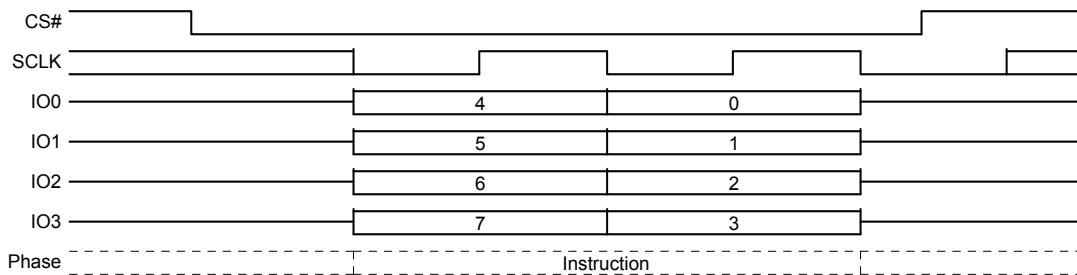 CS#
SCLK
IO0 4 0
IO1 5 1
IO2 6 2
IO3 7 3
Phase Instruction